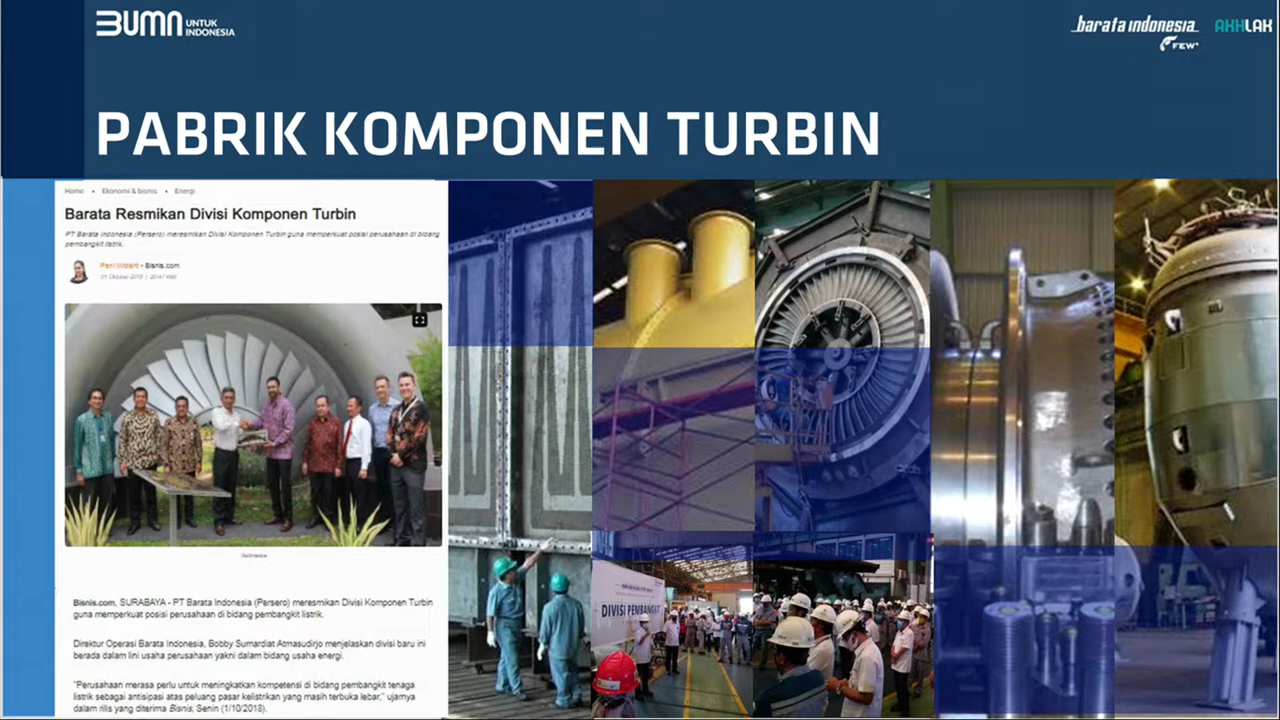 BUMN UNTUK
INDONESIA
barata indonesia
FEW
AKHLAK
PABRIK KOMPONEN TURBIN
Home • Ekonomi & bisnis • Energi
Barata Resmikan Divisi Komponen Turbin
PT Barata Indonesia (Persero) meresmikan Divisi Komponen Turbin guna memperkuat posisi perusahaan di bidang
pembangkit listrik.
- Bisnis.com
Bisnis.com, SURABAYA - PT Barata Indonesia (Persero) meresmikan Divisi Komponen Turbin
guna memperkuat posisi perusahaan di bidang pembangkit listrik.
Direktur Operasi Barata Indonesia, Bobby Sumardiat Atmasudirjo menjelaskan divisi baru ini
berada dalam lini usaha perusahaan yakni dalam bidang usaha energi.
"Perusahaan merasa perlu untuk meningkatkan kompetensi di bidang pembangkit tenaga
listrik sebagai antisipasi atas peluang pasar kelistrikan yang masih terbuka lebar," ujarnya
dalam rilis yang diterima Bisnis, Senin (1/10/2018).
DIVISI PEMBANGKIT